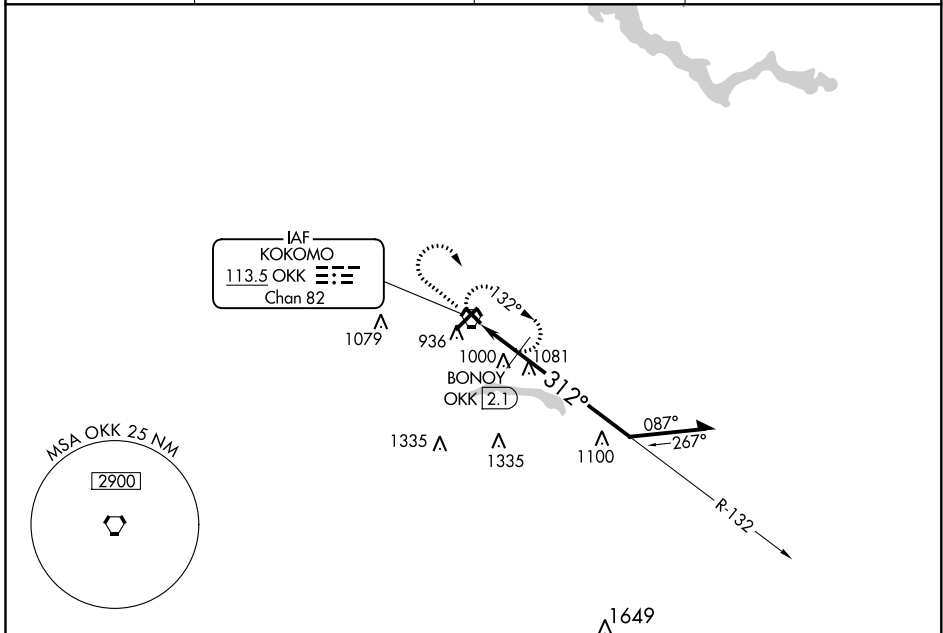 IAF
KOKOMO
113.5 OKK
Chan 82
132°
1079
936
1000
1081
BONOY
OKK 2.1
312°
087°
267°
1335
1335
1100
MSA OKK 25 NM
2900
R-132
1649